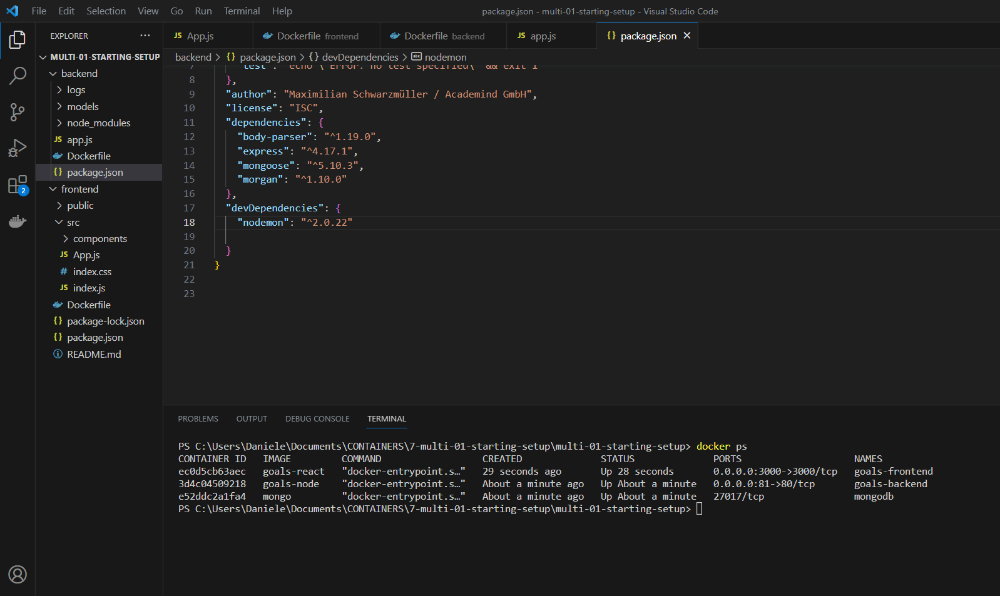 File Edit Selection View Go Run Terminal Help
package.json - multi-01-starting-setup - Visual Studio Code
EXPLORER ···
JS App.js
Dockerfile frontend
Dockerfile backend
JS app.js
{} package.json ×
MULTI-01-STARTING-SETUP
backend
logs
models
node_modules
JS app.js
Dockerfile
{} package.json
frontend
public
src
components
JS App.js
# index.css
JS index.js
Dockerfile
{} package-lock.json
{} package.json
README.md
2
backend > {} package.json > {} devDependencies > abc nodemon
7 "test": "echo \"Error: no test specified\" && exit 1"
8 },
9 "author": "Maximilian Schwarzmüller / Academind GmbH",
10 "license": "ISC",
11 "dependencies": {
12 "body-parser": "^1.19.0",
13 "express": "^4.17.1",
14 "mongoose": "^5.10.3",
15 "morgan": "^1.10.0"
16 },
17 "devDependencies": {
18 "nodemon": "^2.0.22"
19
20 }
21 }
22
23
PROBLEMS OUTPUT DEBUG CONSOLE TERMINAL
PS C:\Users\Daniele\Documents\CONTAINERS\7-multi-01-starting-setup\multi-01-starting-setup> docker ps
CONTAINER ID IMAGE COMMAND CREATED STATUS PORTS NAMES
ec0d5cb63aec goals-react "docker-entrypoint.s…" 29 seconds ago Up 28 seconds 0.0.0.0:3000->3000/tcp goals-frontend
3d4c04509218 goals-node "docker-entrypoint.s…" About a minute ago Up About a minute 0.0.0.0:81->80/tcp goals-backend
e52ddc2a1fa4 mongo "docker-entrypoint.s…" About a minute ago Up About a minute 27017/tcp mongodb
PS C:\Users\Daniele\Documents\CONTAINERS\7-multi-01-starting-setup\multi-01-starting-setup>